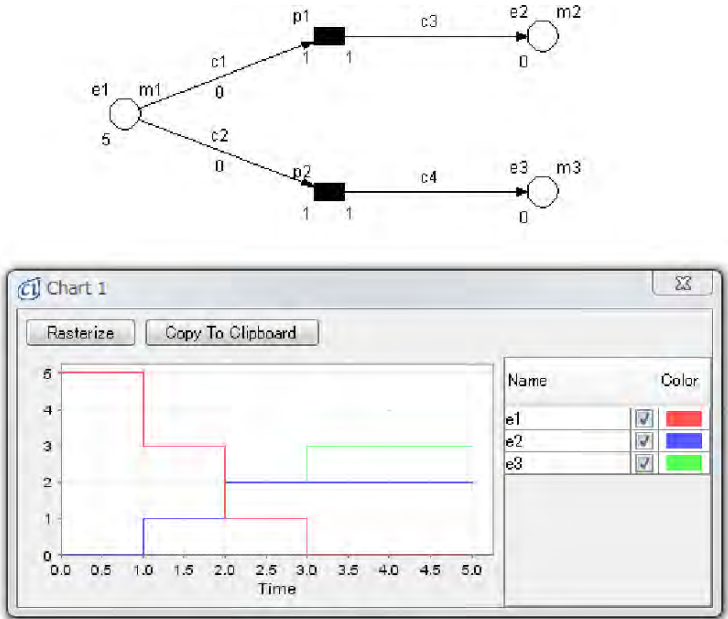 p1
c3
e2 m2
c1
1 1
0
0
e1 m1
5
c2
0
p2
c4
e3 m3
1 1
0
Chart 1
Rasterize Copy To Clipboard
Name Color
e1
e2
e3
5
4
3
2
1
0
0.0 0.5 1.0 1.5 2.0 2.5 3.0 3.5 4.0 4.5 5.0
Time